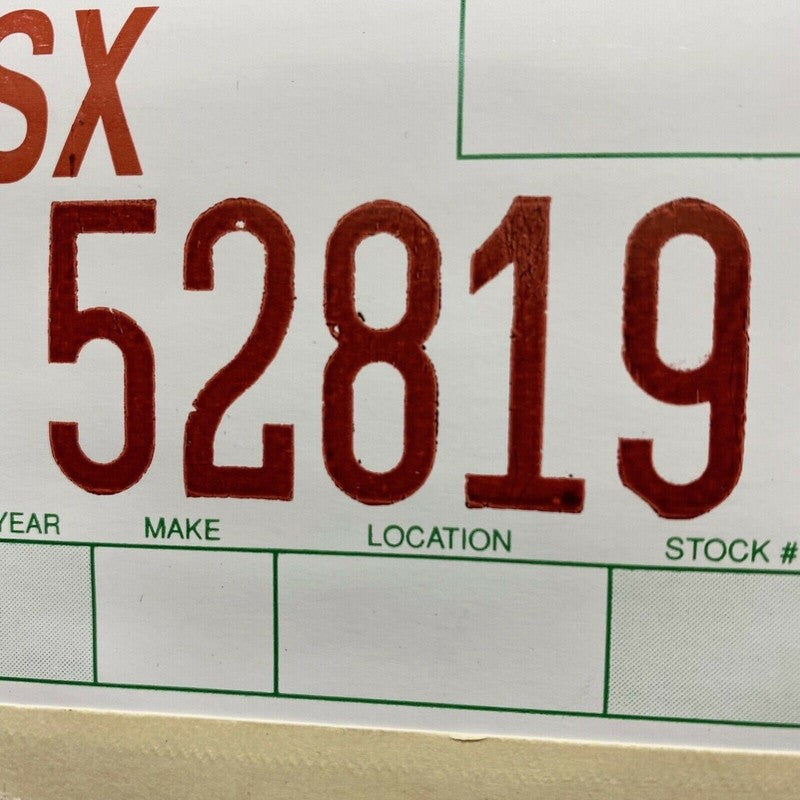 SX
52819
YEAR MAKE LOCATION STOCK #